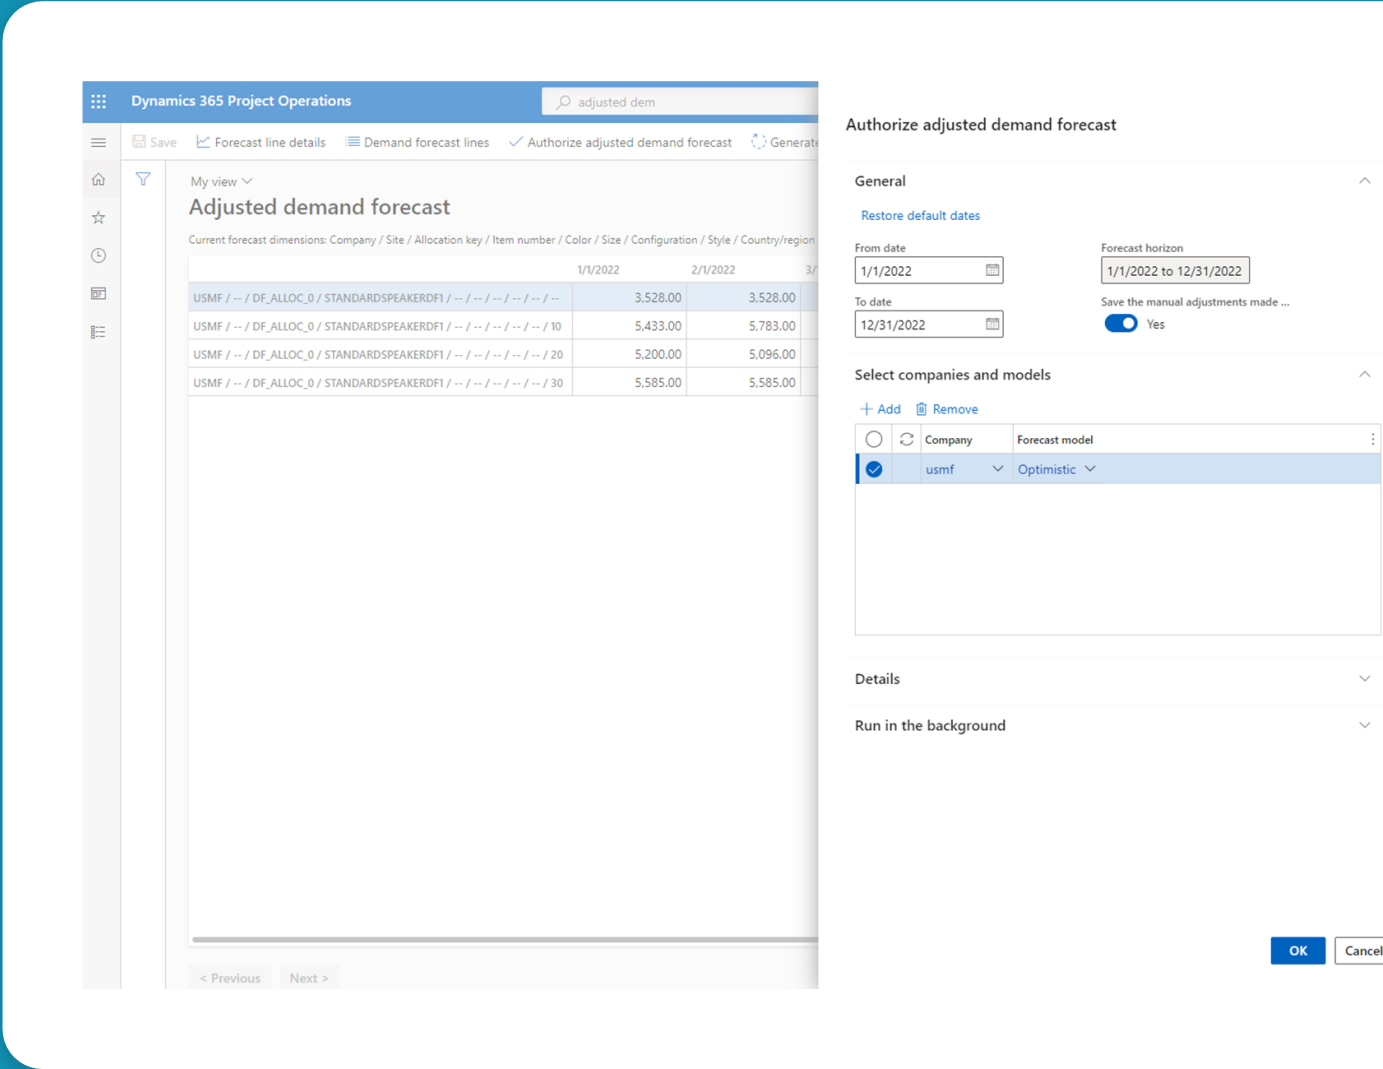 Dynamics 365 Project Operations
adjusted dem
Save Forecast line details Demand forecast lines Authorize adjusted demand forecast Generate
My view
Adjusted demand forecast
Current forecast dimensions: Company / Site / Allocation key / Item number / Color / Size / Configuration / Style / Country/region
1/1/2022 2/1/2022 3/
USMF / -- / DF_ALLOC_0 / STANDARDSPEAKERDF1 / -- / -- / -- / -- / -- / -- 3,528.00 3,528.00
USMF / -- / DF_ALLOC_0 / STANDARDSPEAKERDF1 / -- / -- / -- / -- / -- / 10 5,433.00 5,783.00
USMF / -- / DF_ALLOC_0 / STANDARDSPEAKERDF1 / -- / -- / -- / -- / -- / 20 5,200.00 5,096.00
USMF / -- / DF_ALLOC_0 / STANDARDSPEAKERDF1 / -- / -- / -- / -- / -- / 30 5,585.00 5,585.00
< Previous Next >
Authorize adjusted demand forecast
General
Restore default dates
From date Forecast horizon
1/1/2022 1/1/2022 to 12/31/2022
To date Save the manual adjustments made ...
12/31/2022 Yes
Select companies and models
Add Remove
Company Forecast model
usmf Optimistic
Details
Run in the background
OK Cancel